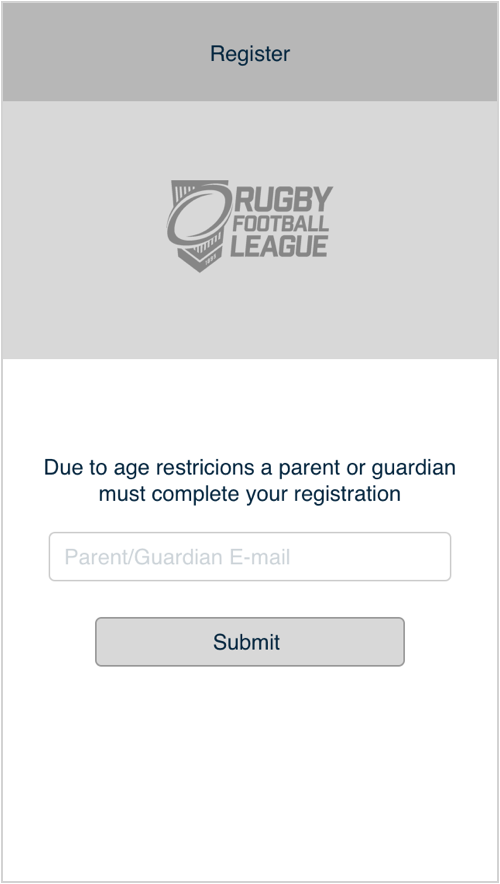 Register
RUGBY
FOOTBALL
LEAGUE
1895
Due to age restricions a parent or guardian
must complete your registration
Parent/Guardian E-mail
Submit